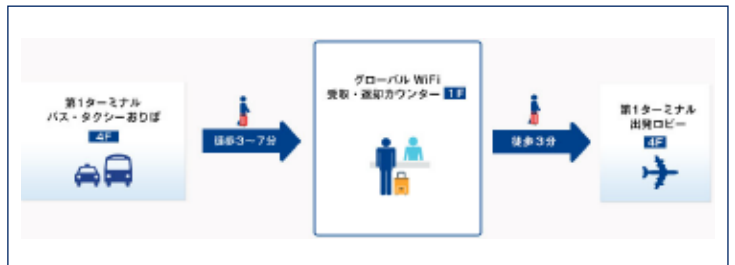 第1ターミナル
バス・タクシーおりば
4F
徒歩3~7分
グローバル WiFi
受取・返却カウンター 1F
徒歩3分
第1ターミナル
出発ロビー
4F